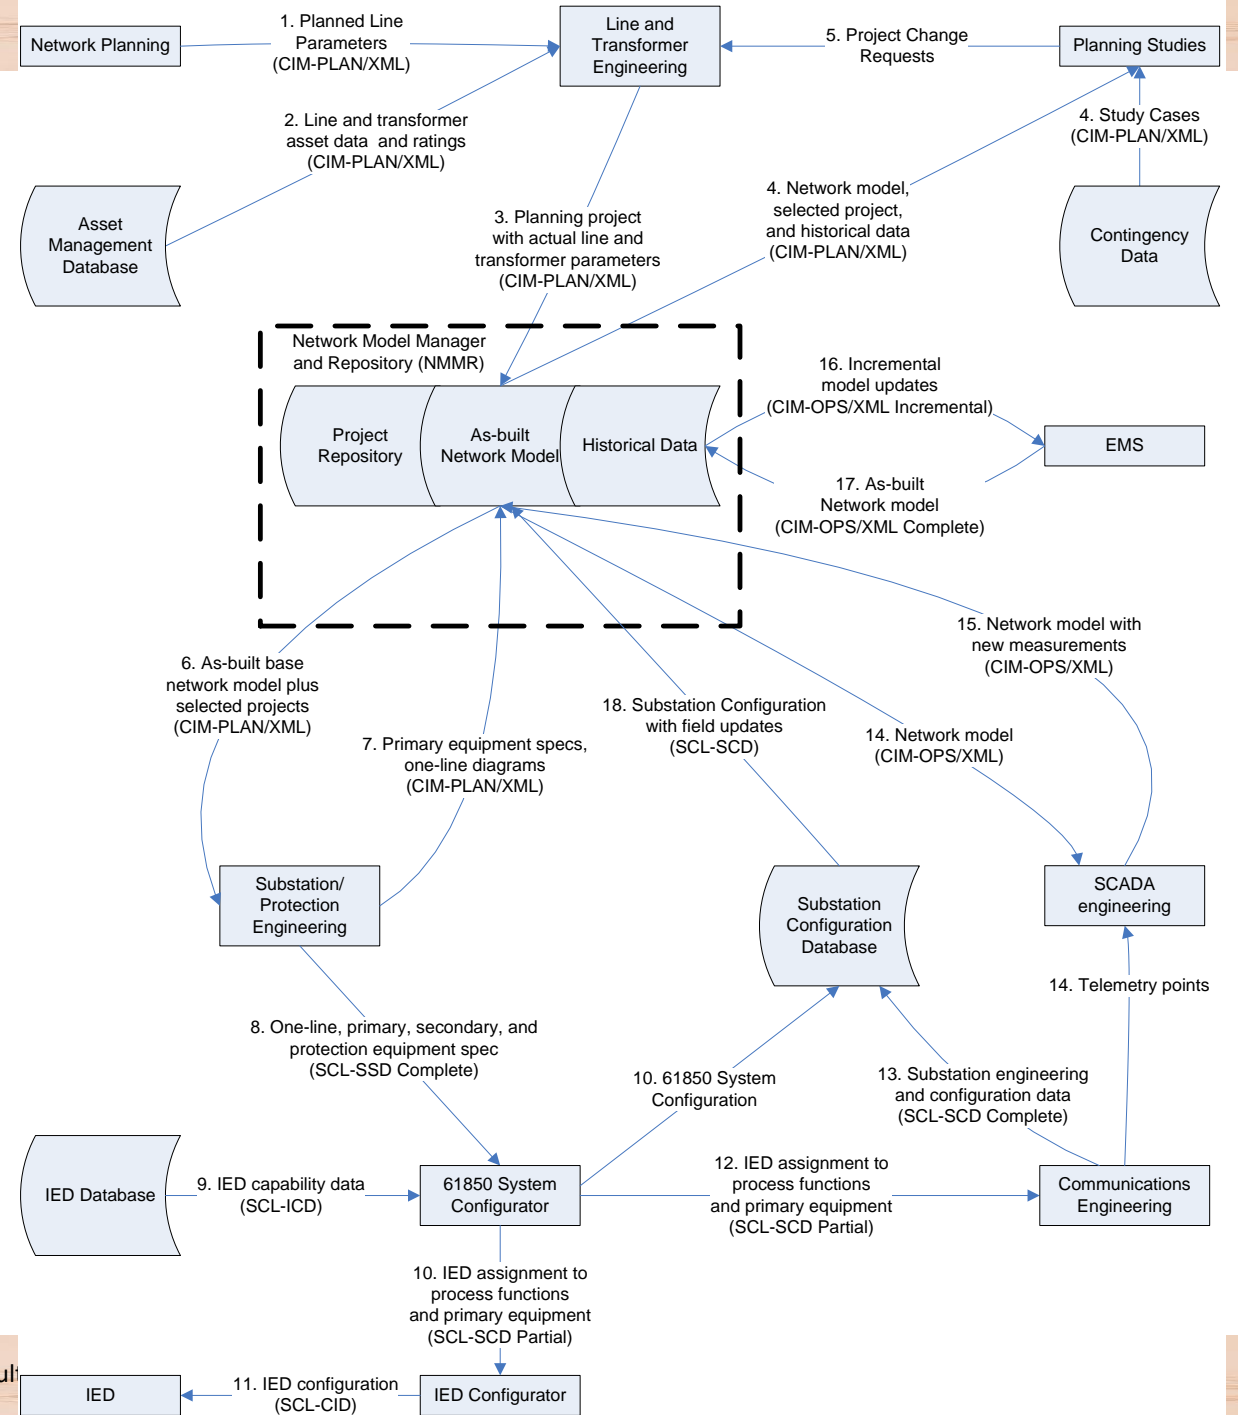 Network Planning
1. Planned Line
Parameters
(CIM-PLAN/XML)
Line and
Transformer
Engineering
5. Project Change
Requests
Planning Studies
2. Line and transformer
asset data and ratings
(CIM-PLAN/XML)
4. Study Cases
(CIM-PLAN/XML)
Asset
Management
Database
3. Planning project
with actual line and
transformer parameters
(CIM-PLAN/XML)
4. Network model,
selected project,
and historical data
(CIM-PLAN/XML)
Contingency
Data
Network Model Manager
and Repository (NMMR)
Project
Repository
As-built
Network Model
Historical Data
16. Incremental
model updates
(CIM-OPS/XML Incremental)
EMS
17. As-built
Network model
(CIM-OPS/XML Complete)
6. As-built base
network model plus
selected projects
(CIM-PLAN/XML)
7. Primary equipment specs,
one-line diagrams
(CIM-PLAN/XML)
18. Substation Configuration
with field updates
(SCL-SCD)
14. Network model
(CIM-OPS/XML)
15. Network model with
new measurements
(CIM-OPS/XML)
Substation/
Protection
Engineering
Substation
Configuration
Database
SCADA
engineering
8. One-line, primary, secondary, and
protection equipment spec
(SCL-SSD Complete)
10. 61850 System
Configuration
13. Substation engineering
and configuration data
(SCL-SCD Complete)
14. Telemetry points
IED Database
9. IED capability data
(SCL-ICD)
61850 System
Configurator
12. IED assignment to
process functions
and primary equipment
(SCL-SCD Partial)
Communications
Engineering
10. IED assignment to
process functions
and primary equipment
(SCL-SCD Partial)
IED
11. IED configuration
(SCL-CID)
IED Configurator